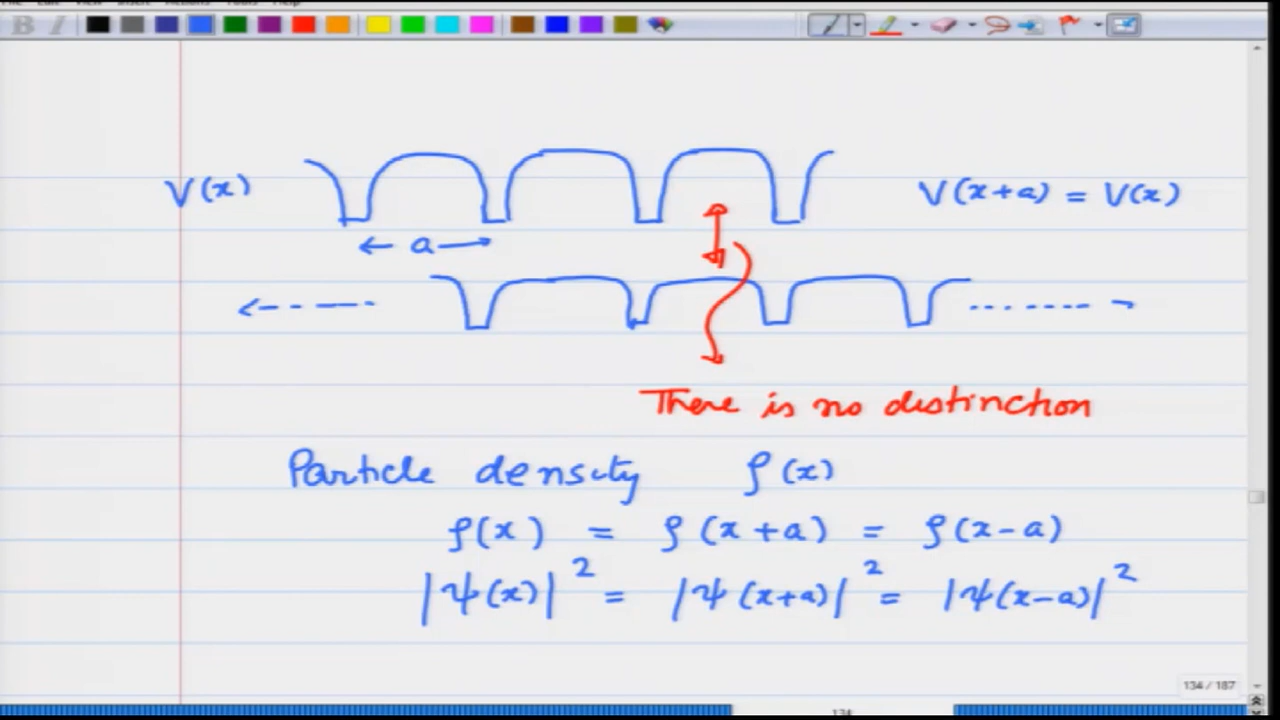 V(x) V(x+a) = V(x)
← a →
There is no distinction
Particle density ρ(x)
ρ(x) = ρ(x+a) = ρ(x-a)
|ψ(x)|² = |ψ(x+a)|² = |ψ(x-a)|²
134 / 187